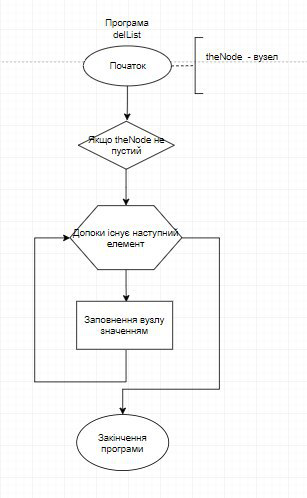 Програма
delList
Початок
theNode - вузел
Якщо theNode не
пустий
Допоки існує наступний
елемент
Заповнення вузлу
значенням
Закінчення
програми